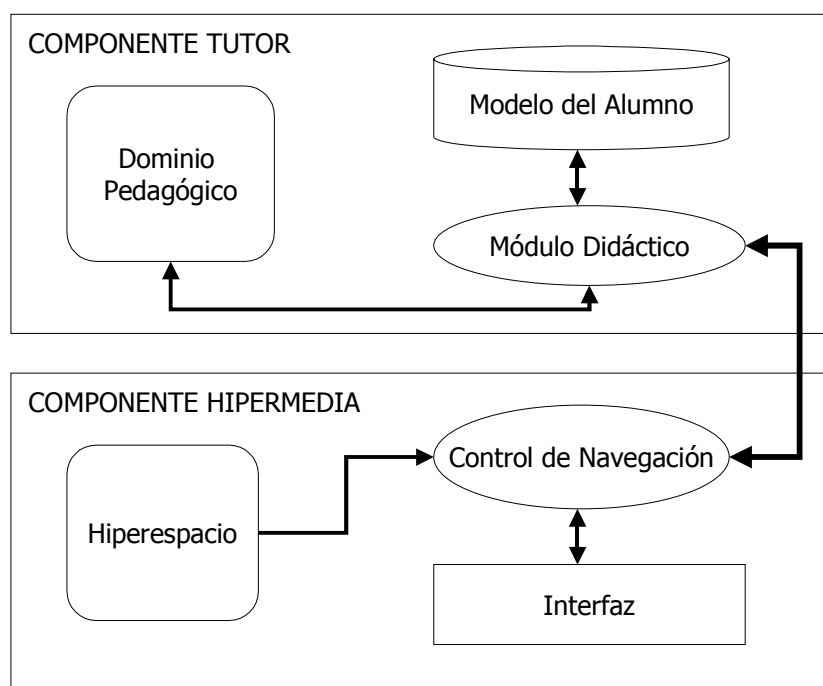 COMPONENTE TUTOR
Modelo del Alumno
Dominio
Pedagógico
Módulo Didáctico
COMPONENTE HIPERMEDIA
Control de Navegación
Hiperespacio
Interfaz